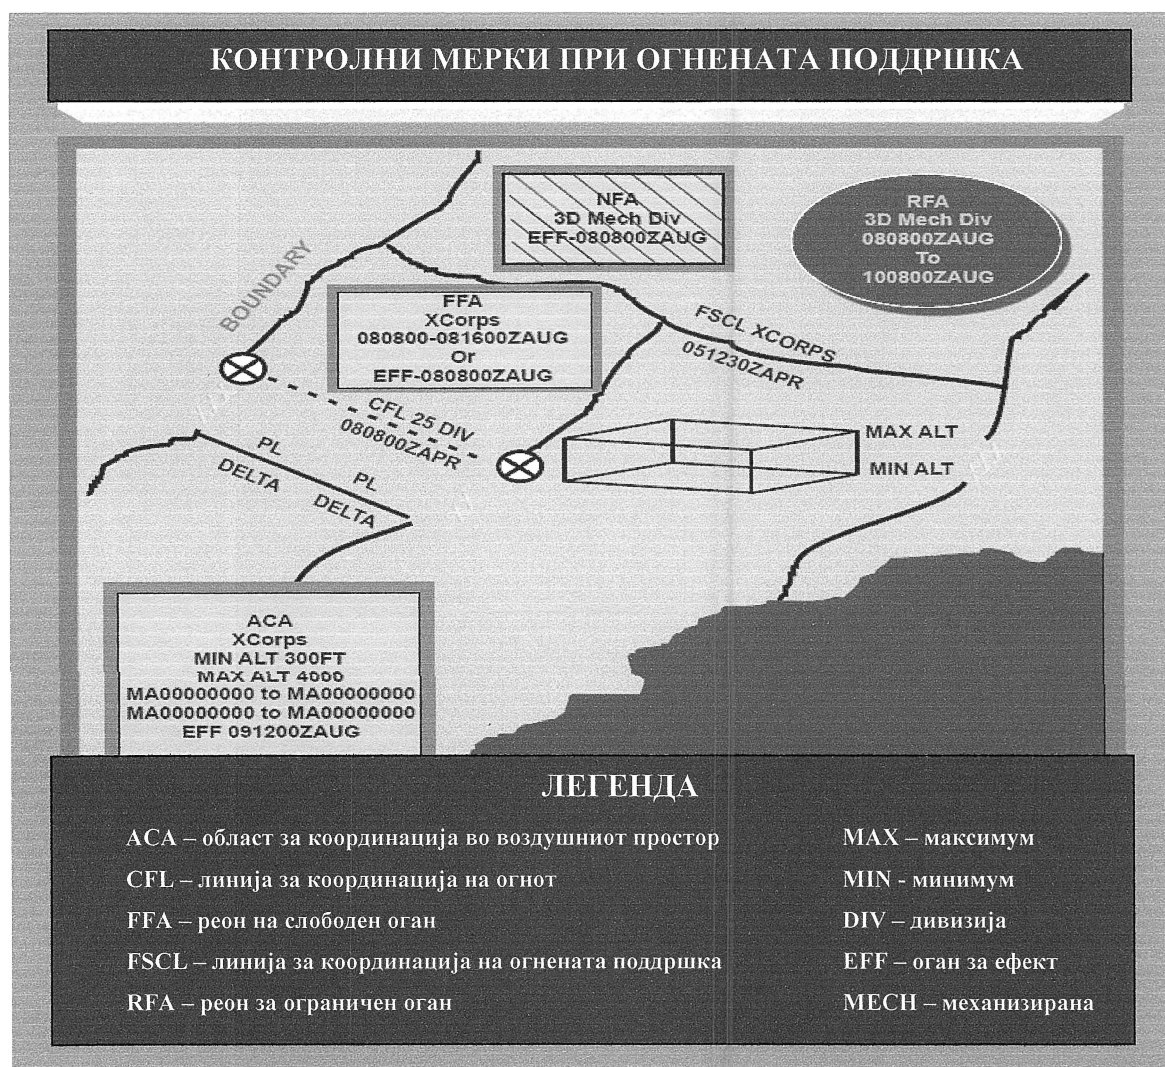 КОНТРОЛНИ МЕРКИ ПРИ ОГНЕНАТА ПОДДРШКА
NFA
3D Mech Div
EFF-080800ZAUG
RFA
3D Mech Div
080800ZAUG
To
100800ZAUG
BOUNDARY
FFA
XCorps
080800-081600ZAUG
Or
EFF-080800ZAUG
FSCL XCORPS
051230ZAPR
CFL 25 DIV
080800ZAPR
MAX ALT
MIN ALT
PL
DELTA
PL
DELTA
ACA
XCorps
MIN ALT 300FT
MAX ALT 4000
MA00000000 to MA00000000
MA00000000 to MA00000000
EFF 091200ZAUG
ЛЕГЕНДА
ACA – област за координација во воздушниот простор
CFL – линија за координација на огнот
FFA – реон на слободен оган
FSCL – линија за координација на огнената поддршка
RFA – реон за ограничен оган
MAX – максимум
MIN - минимум
DIV – дивизија
EFF – оган за ефект
MECH – механизирана